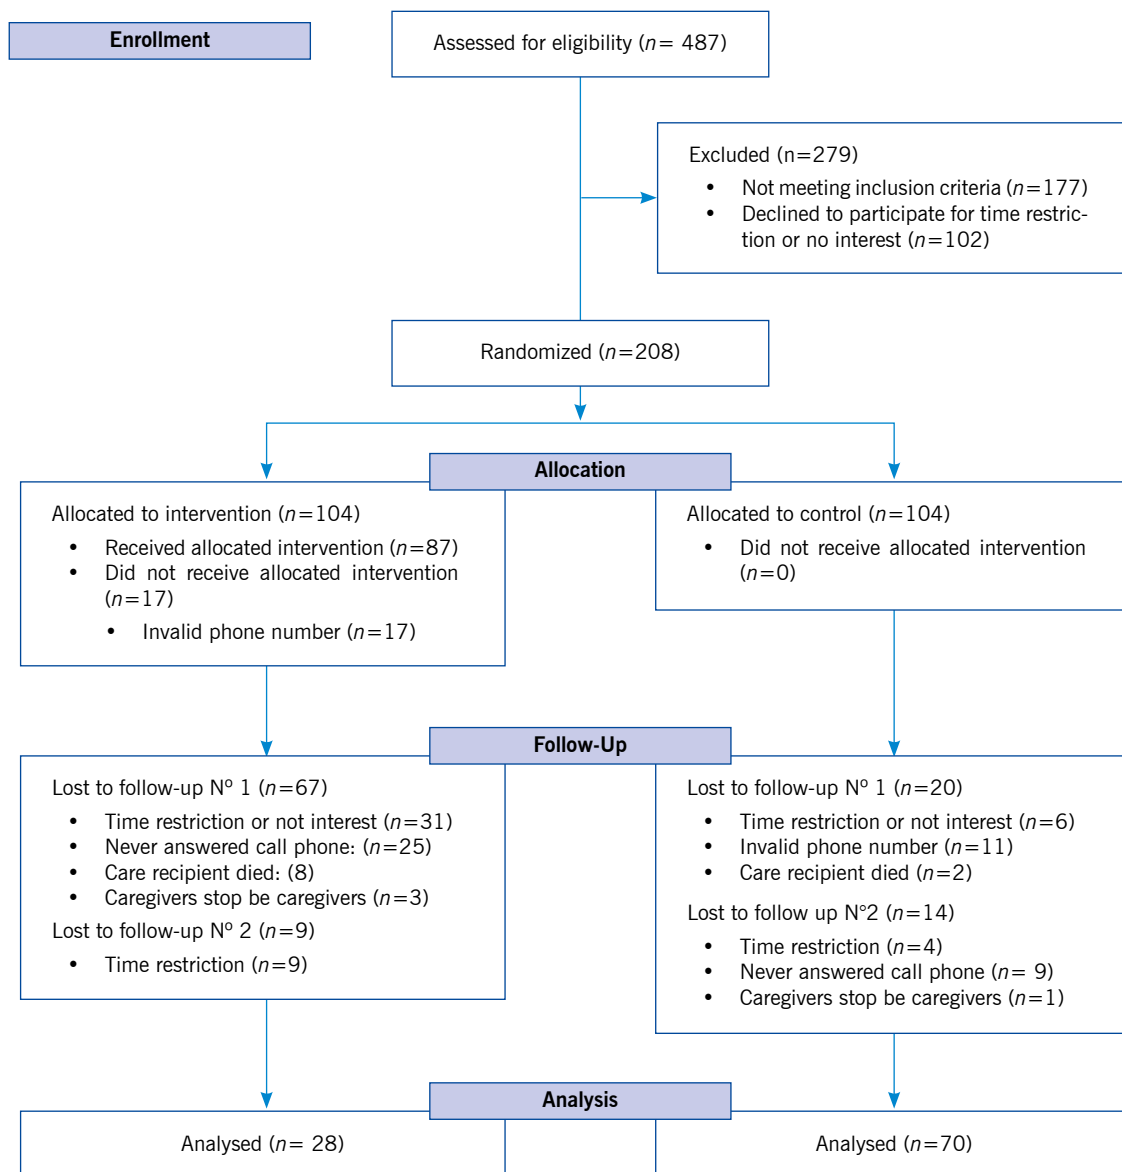 Enrollment
Assessed for eligibility (n= 487)
Excluded (n=279)
• Not meeting inclusion criteria (n=177)
• Declined to participate for time restric-
tion or no interest (n=102)
Randomized (n=208)
Allocation
Allocated to intervention (n=104)
• Received allocated intervention (n=87)
• Did not receive allocated intervention
(n=17)
• Invalid phone number (n=17)
Allocated to control (n=104)
• Did not receive allocated intervention
(n=0)
Follow-Up
Lost to follow-up Nº 1 (n=67)
• Time restriction or not interest (n=31)
• Never answered call phone: (n=25)
• Care recipient died: (8)
• Caregivers stop be caregivers (n=3)
Lost to follow-up Nº 2 (n=9)
• Time restriction (n=9)
Lost to follow-up Nº 1 (n=20)
• Time restriction or not interest (n=6)
• Invalid phone number (n=11)
• Care recipient died (n=2)
Lost to follow up N°2 (n=14)
• Time restriction (n=4)
• Never answered call phone (n= 9)
• Caregivers stop be caregivers (n=1)
Analysis
Analysed (n= 28)
Analysed (n=70)